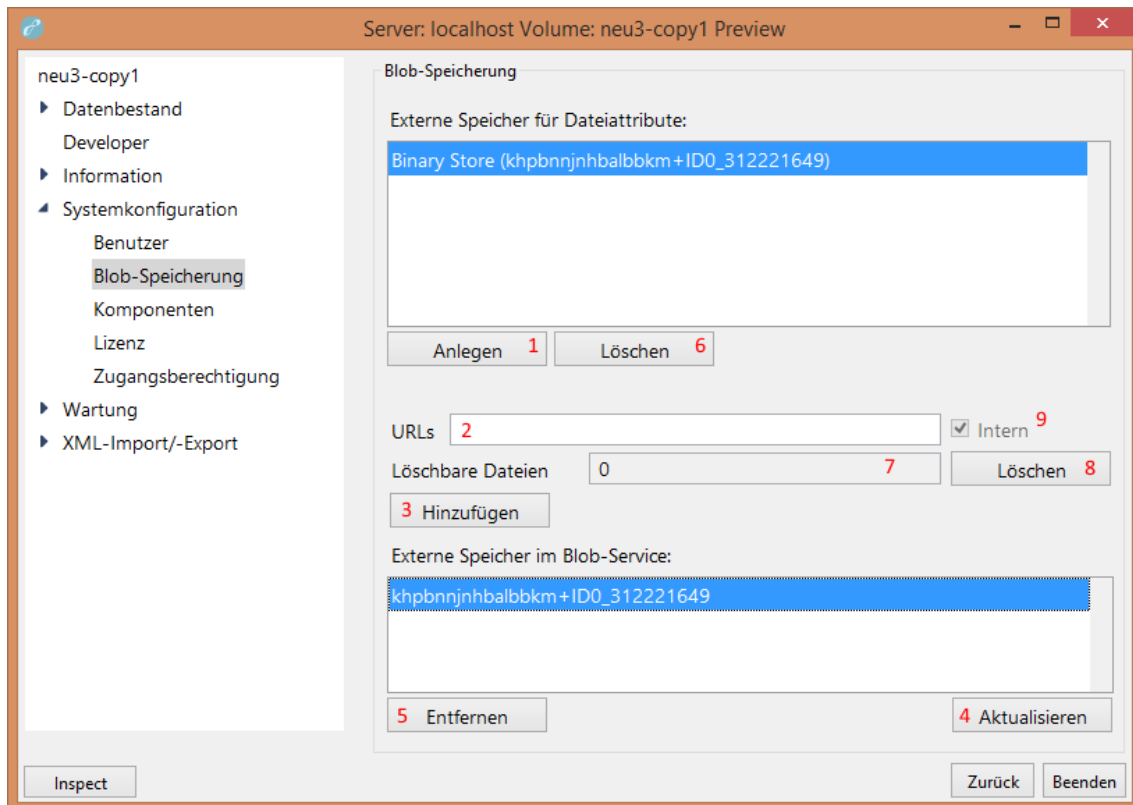 Server: localhost Volume: neu3-copy1 Preview
neu3-copy1
Datenbestand
Developer
Information
Systemkonfiguration
Benutzer
Blob-Speicherung
Komponenten
Lizenz
Zugangsberechtigung
Wartung
XML-Import/-Export
Blob-Speicherung
Externe Speicher für Dateiattribute:
Binary Store (khpbnnjnhbalbbkm+ID0_312221649)
Anlegen 1 Löschen 6
URLs 2 Intern 9
Löschbare Dateien 0 7 Löschen 8
3 Hinzufügen
Externe Speicher im Blob-Service:
khpbnnjnhbalbbkm+ID0_312221649
5 Entfernen 4 Aktualisieren
Inspect Zurück Beenden